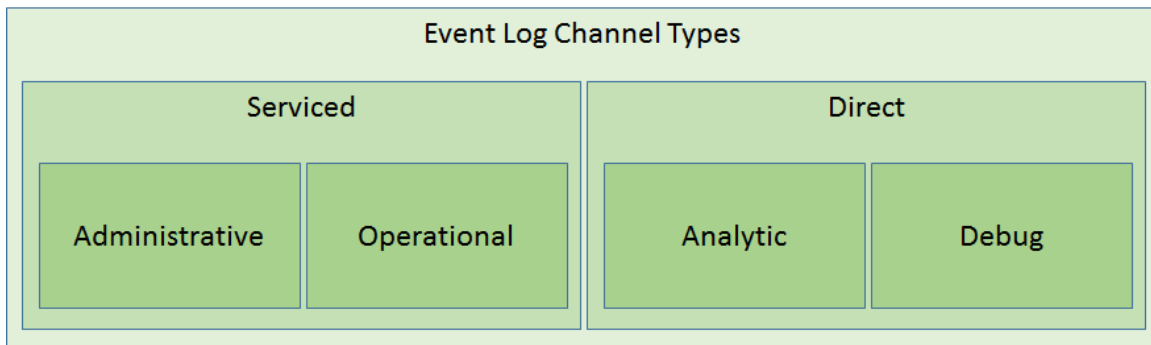 Event Log Channel Types
Serviced
Direct
Administrative
Operational
Analytic
Debug